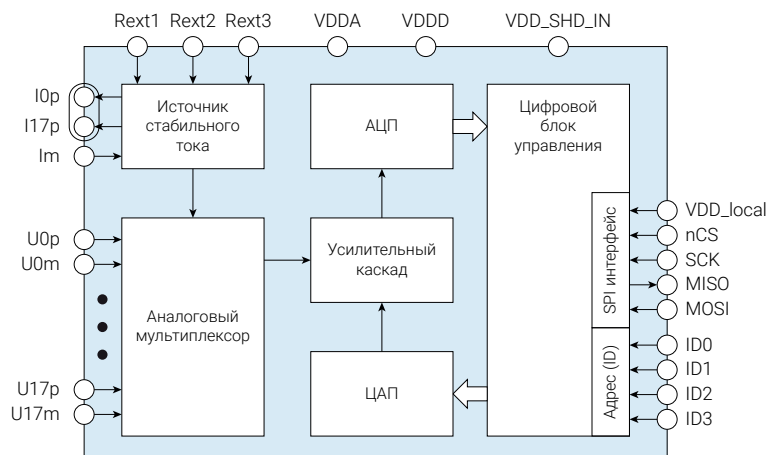 Rext1 Rext2 Rext3 VDDA VDDD VDD_SHD_IN
I0p
I17p
Im
Источник
стабильного
тока
АЦП
Цифровой
блок
управления
U0p
U0m
U17p
U17m
Аналоговый
мультиплексор
Усилительный
каскад
ЦАП
SPI интерфейс
Адрес (ID)
VDD_local
nCS
SCK
MISO
MOSI
ID0
ID1
ID2
ID3